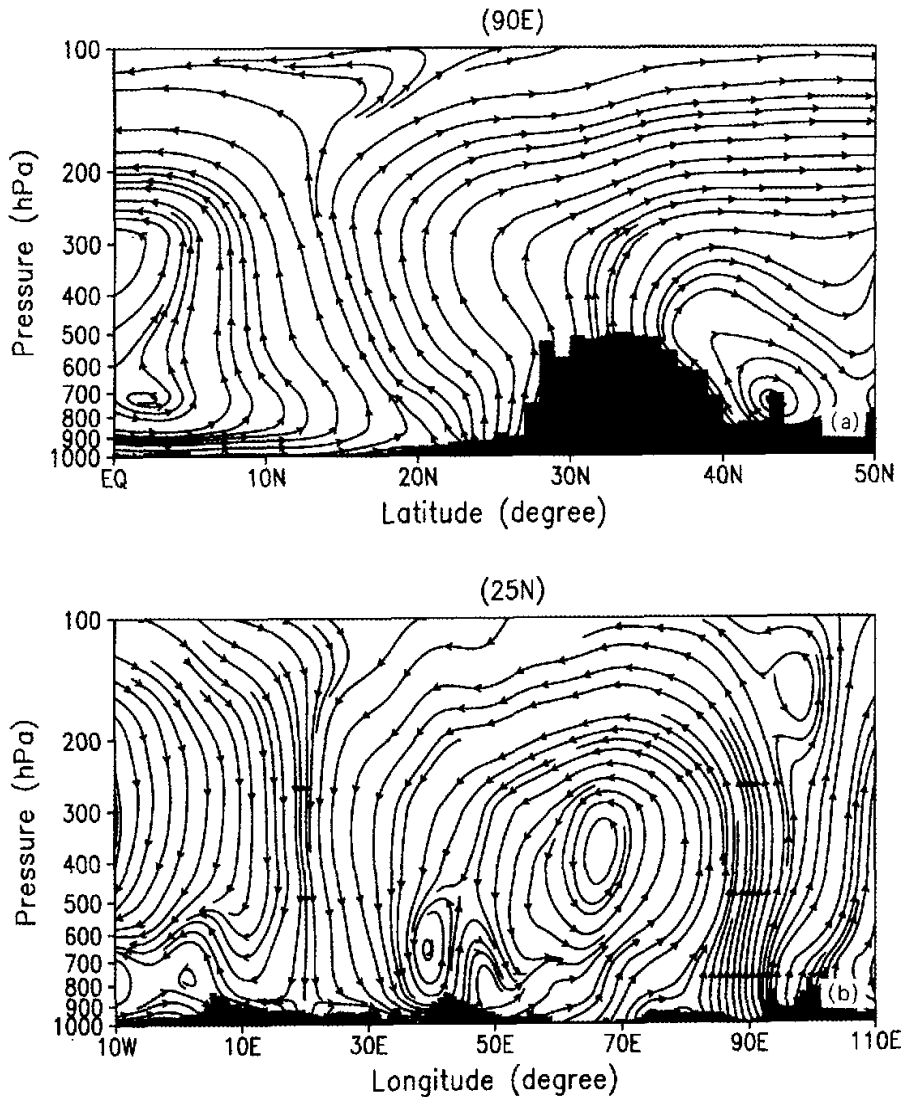 (90E)
Pressure (hPa)
100
200
300
400
500
600
700
800
900
1000
(a)
EQ 10N 20N 30N 40N 50N
Latitude (degree)
(25N)
Pressure (hPa)
100
200
300
400
500
600
700
800
900
1000
(b)
10W 10E 30E 50E 70E 90E 110E
Longitude (degree)